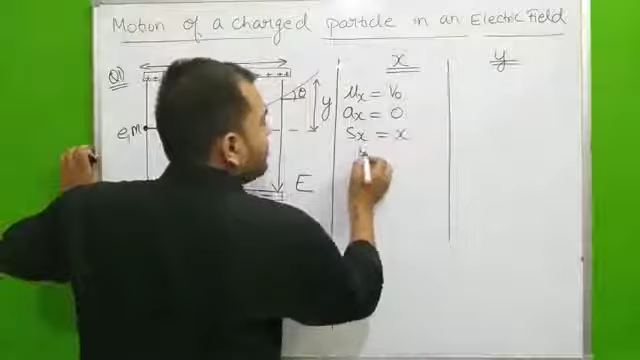 Motion of a charged particle in an Electric Field
Q1)
x
y
+ +
+ + +
θ
y
e, M
E
ux = V0
ax = 0
Sx = x